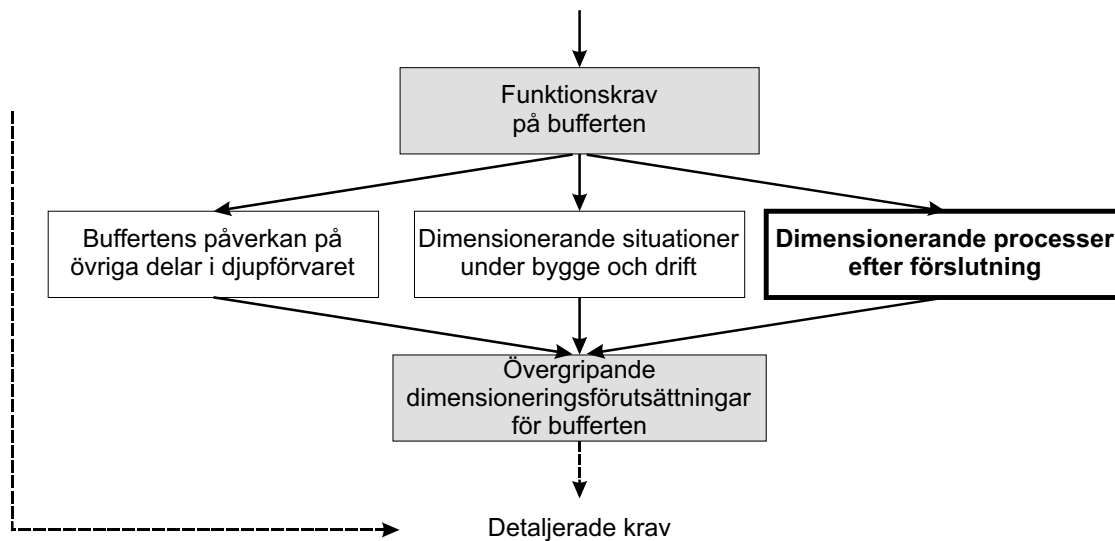 Funktionskrav
på bufferten
Buffertens påverkan på
övriga delar i djupförvaret
Dimensionerande situationer
under bygge och drift
Dimensionerande processer
efter förslutning
Övergripande
dimensioneringsförutsättningar
för bufferten
Detaljerade krav